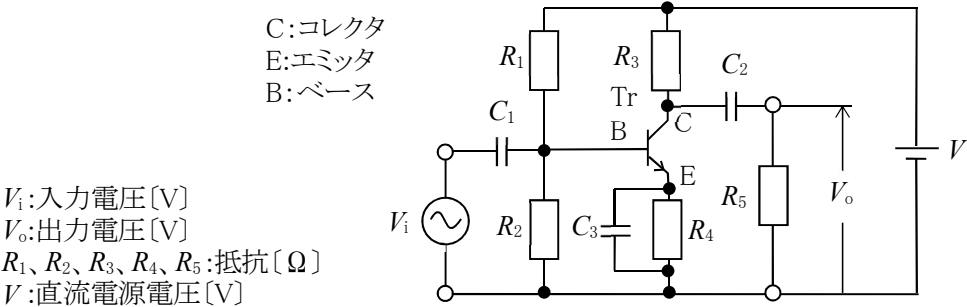 C:コレクタ
E:エミッタ
B:ベース
R1
R3
C2
Tr
C1
B
C
V
E
Vi:入力電圧〔V〕
Vo:出力電圧〔V〕
R1、R2、R3、R4、R5:抵抗〔Ω〕
V:直流電源電圧〔V〕
Vi
R2
C3
R4
R5
Vo